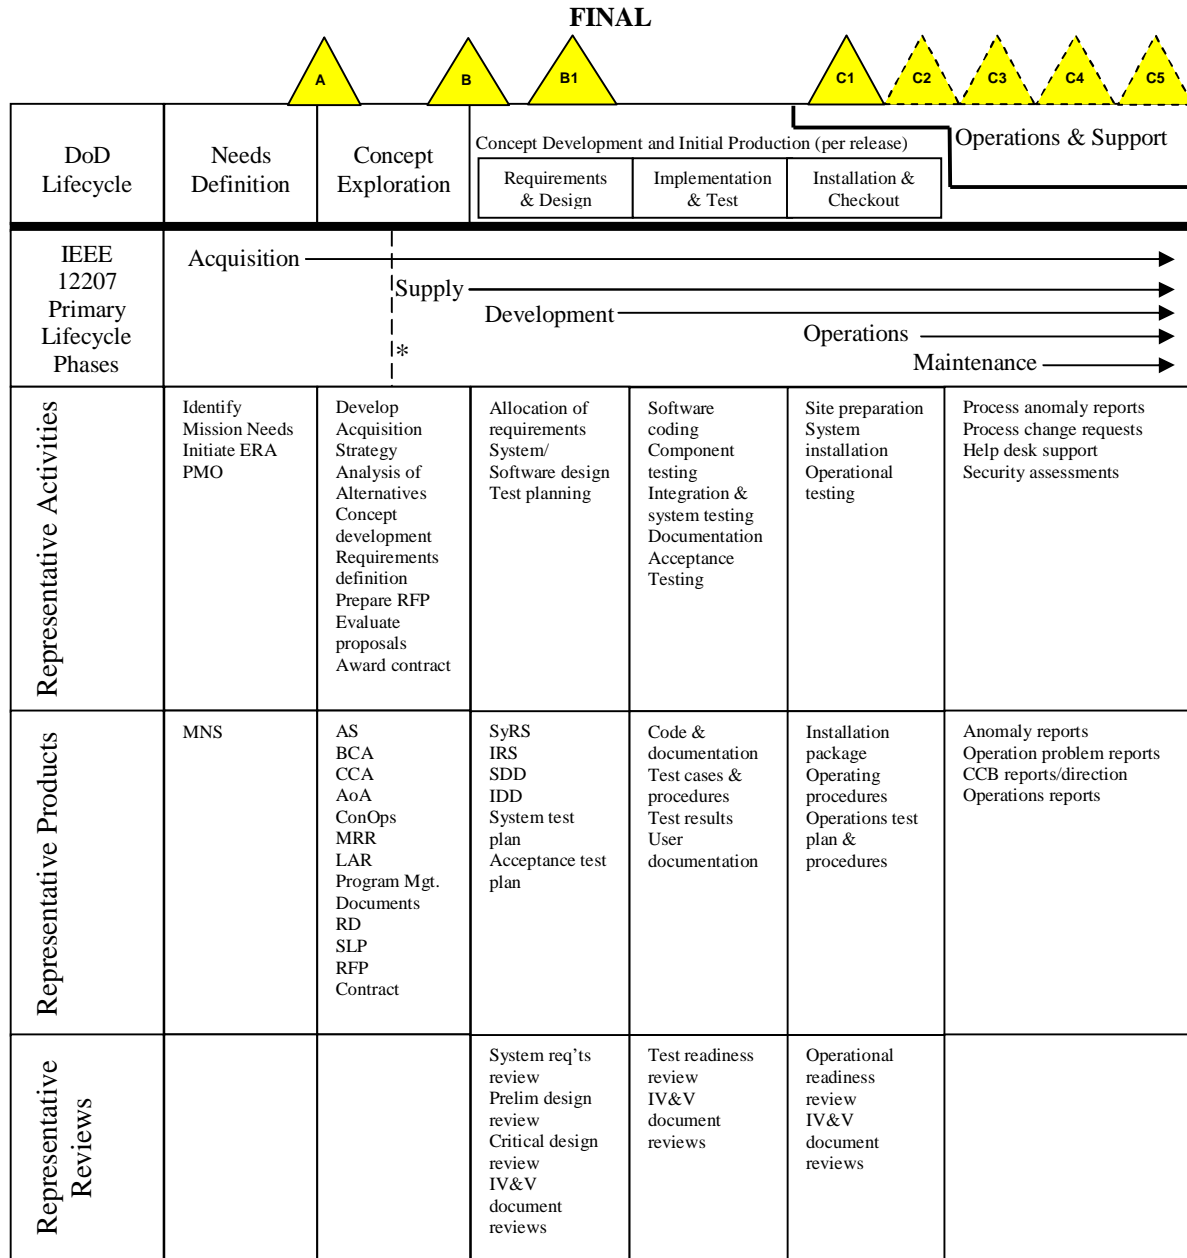 FINAL
A
B
B1
C1
C2
C3
C4
C5
DoD
Lifecycle
Needs
Definition
Concept
Exploration
Concept Development and Initial Production (per release)
Requirements
& Design
Implementation
& Test
Installation &
Checkout
Operations & Support
IEEE
12207
Primary
Lifecycle
Phases
Acquisition
Supply
Development
Operations
*
Maintenance
Representative Activities
Identify
Mission Needs
Initiate ERA
PMO
Develop
Acquisition
Strategy
Analysis of
Alternatives
Concept
development
Requirements
definition
Prepare RFP
Evaluate
proposals
Award contract
Allocation of
requirements
System/
Software design
Test planning
Software
coding
Component
testing
Integration &
system testing
Documentation
Acceptance
Testing
Site preparation
System
installation
Operational
testing
Process anomaly reports
Process change requests
Help desk support
Security assessments
Representative Products
MNS
AS
BCA
CCA
AoA
ConOps
MRR
LAR
Program Mgt.
Documents
RD
SLP
RFP
Contract
SyRS
IRS
SDD
IDD
System test
plan
Acceptance test
plan
Code &
documentation
Test cases &
procedures
Test results
User
documentation
Installation
package
Operating
procedures
Operations test
plan &
procedures
Anomaly reports
Operation problem reports
CCB reports/direction
Operations reports
Representative
Reviews
System req'ts
review
Prelim design
review
Critical design
review
IV&V
document
reviews
Test readiness
review
IV&V
document
reviews
Operational
readiness
review
IV&V
document
reviews